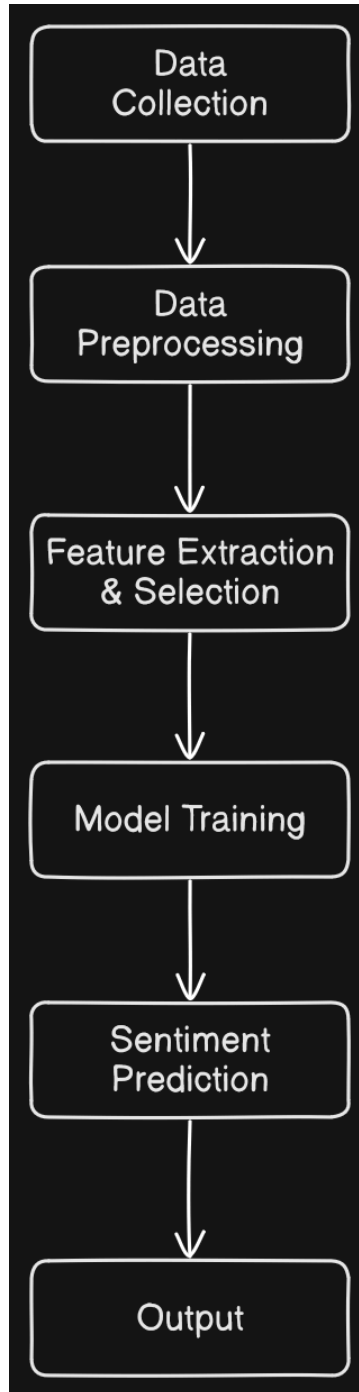 Data
Collection
Data
Preprocessing
Feature Extraction
& Selection
Model Training
Sentiment
Prediction
Output